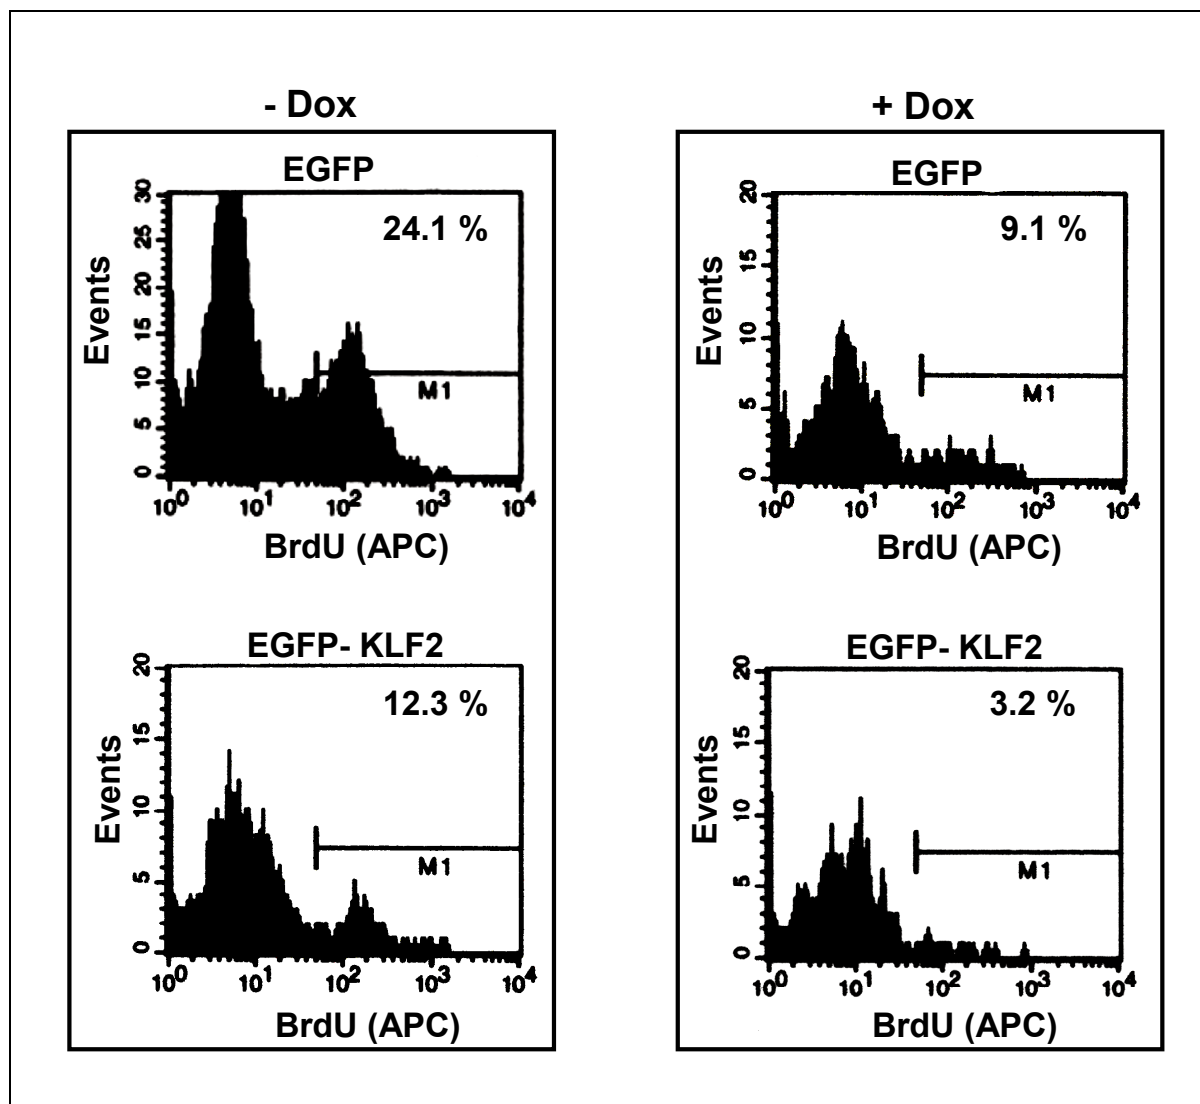 - Dox
EGFP
24.1 %
30
25
20
15
10
5
0
Events
M1
10⁰ 10¹ 10² 10³ 10⁴
BrdU (APC)
EGFP- KLF2
12.3 %
20
15
10
5
0
Events
M1
10⁰ 10¹ 10² 10³ 10⁴
BrdU (APC)
+ Dox
EGFP
9.1 %
20
15
10
5
0
Events
M1
10⁰ 10¹ 10² 10³ 10⁴
BrdU (APC)
EGFP- KLF2
3.2 %
20
15
10
5
0
Events
M1
10⁰ 10¹ 10² 10³ 10⁴
BrdU (APC)